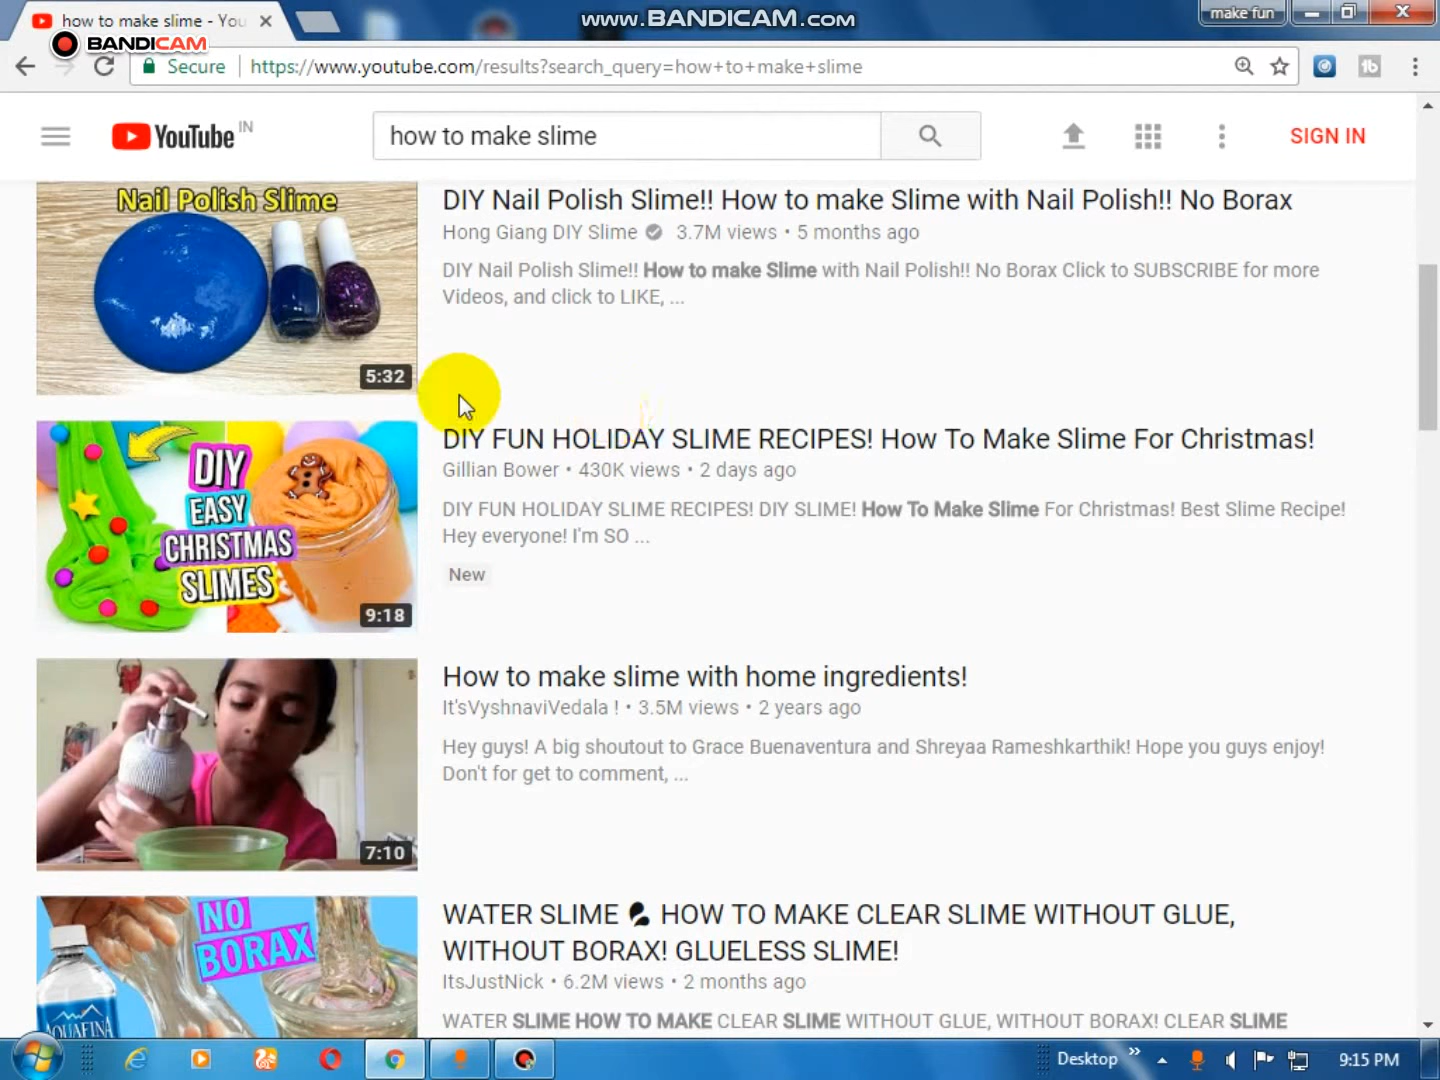 how to make slime - You
www.BANDICAM.com
make fun
BANDICAM
Secure
https://www.youtube.com/results?search_query=how+to+make+slime
YouTube IN
how to make slime
SIGN IN
Nail Polish Slime
5:32
DIY Nail Polish Slime!! How to make Slime with Nail Polish!! No Borax
Hong Giang DIY Slime 3.7M views • 5 months ago
DIY Nail Polish Slime!! How to make Slime with Nail Polish!! No Borax Click to SUBSCRIBE for more
Videos, and click to LIKE, ...
DIY
EASY
CHRISTMAS
SLIMES
9:18
DIY FUN HOLIDAY SLIME RECIPES! How To Make Slime For Christmas!
Gillian Bower • 430K views • 2 days ago
DIY FUN HOLIDAY SLIME RECIPES! DIY SLIME! How To Make Slime For Christmas! Best Slime Recipe!
Hey everyone! I'm SO ...
New
7:10
How to make slime with home ingredients!
It'sVyshnaviVedala ! • 3.5M views • 2 years ago
Hey guys! A big shoutout to Grace Buenaventura and Shreyaa Rameshkarthik! Hope you guys enjoy!
Don't for get to comment, ...
NO
BORAX
AQUAFINA
WATER SLIME 💦 HOW TO MAKE CLEAR SLIME WITHOUT GLUE,
WITHOUT BORAX! GLUELESS SLIME!
ItsJustNick • 6.2M views • 2 months ago
WATER SLIME HOW TO MAKE CLEAR SLIME WITHOUT GLUE, WITHOUT BORAX! CLEAR SLIME
Desktop
9:15 PM